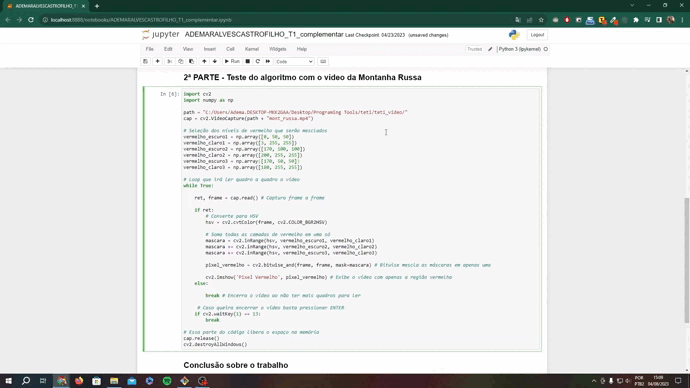 ADEMARALVESCASTROFILHO_T1
localhost:8888/notebooks/ADEMARALVESCASTROFILHO_T1_complementar.ipynb
jupyter ADEMARALVESCASTROFILHO_T1_complementar Last Checkpoint: 04/23/2023 (unsaved changes)
Logout
File Edit View Insert Cell Kernel Widgets Help
Trusted Python 3 (ipykernel)
Run Code
2ª PARTE - Teste do algoritmo com o vídeo da Montanha Russa
In [8]: import cv2
import numpy as np
path = "C:/Users/Adema.DESKTOP-MKK2GAA/Desktop/Programing Tools/teti/teti_video/"
cap = cv2.VideoCapture(path + "mont_russa.mp4")
# Seleção dos níveis de vermelho que serão mesclados
vermelho_escuro1 = np.array([0, 50, 50])
vermelho_claro1 = np.array([3, 255, 255])
vermelho_escuro2 = np.array([170, 100, 100])
vermelho_claro2 = np.array([200, 255, 255])
vermelho_escuro3 = np.array([170, 50, 50])
vermelho_claro3 = np.array([180, 255, 255])
# Loop que irá ler quadro a quadro o vídeo
while True:
ret, frame = cap.read() # Captura frame a frame
if ret:
# Converte para HSV
hsv = cv2.cvtColor(frame, cv2.COLOR_BGR2HSV)
# Soma todas as camadas de vermelho em uma só
mascara = cv2.inRange(hsv, vermelho_escuro1, vermelho_claro1)
mascara += cv2.inRange(hsv, vermelho_escuro2, vermelho_claro2)
mascara += cv2.inRange(hsv, vermelho_escuro3, vermelho_claro3)
pixel_vermelho = cv2.bitwise_and(frame, frame, mask=mascara) # Bitwise mescla as máscaras em apenas uma
cv2.imshow('Pixel Vermelho', pixel_vermelho) # Exibe o vídeo com apenas a região vermelha
else:
break # Encerra o vídeo ao não ter mais quadros para ler
# Caso queira encerrar o vídeo basta pressionar ENTER
if cv2.waitKey(1) == 13:
break
# Essa parte do código libera o espaço na memória
cap.release()
cv2.destroyAllWindows()
Conclusão sobre o trabalho
POR
PTB2
15:09
04/08/2023